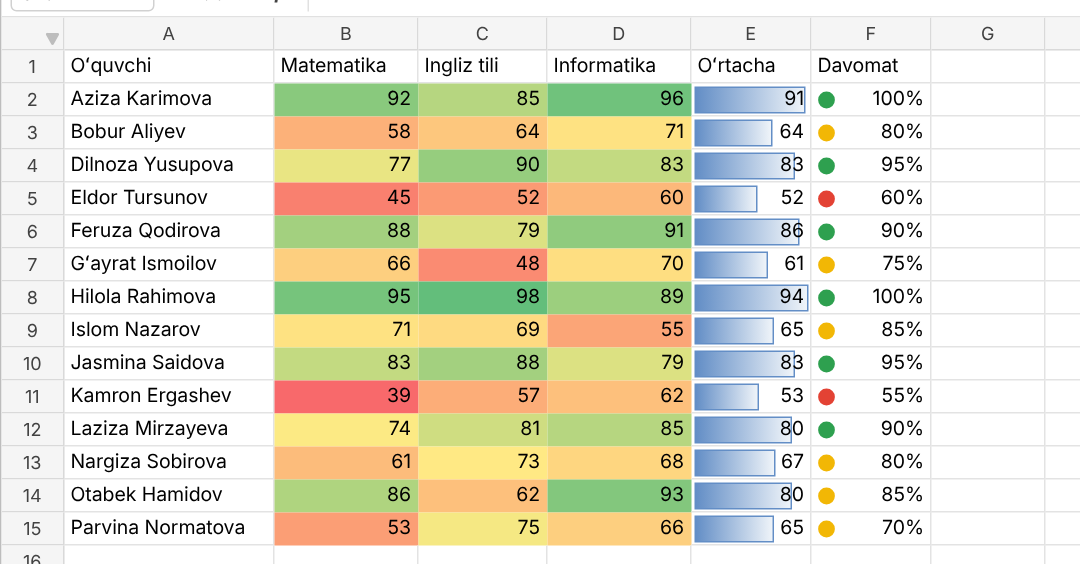 A B C D E F G
1 Oʻquvchi Matematika Ingliz tili Informatika Oʻrtacha Davomat
2 Aziza Karimova 92 85 96 91 100%
3 Bobur Aliyev 58 64 71 64 80%
4 Dilnoza Yusupova 77 90 83 83 95%
5 Eldor Tursunov 45 52 60 52 60%
6 Feruza Qodirova 88 79 91 86 90%
7 Gʻayrat Ismoilov 66 48 70 61 75%
8 Hilola Rahimova 95 98 89 94 100%
9 Islom Nazarov 71 69 55 65 85%
10 Jasmina Saidova 83 88 79 83 95%
11 Kamron Ergashev 39 57 62 53 55%
12 Laziza Mirzayeva 74 81 85 80 90%
13 Nargiza Sobirova 61 73 68 67 80%
14 Otabek Hamidov 86 62 93 80 85%
15 Parvina Normatova 53 75 66 65 70%
16